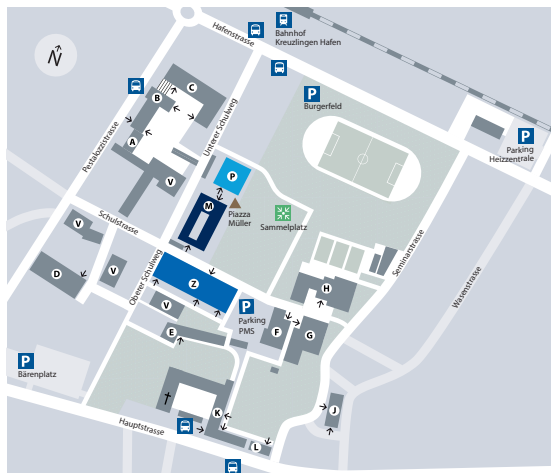 Hafenstrasse
P
Bahnhof
Kreuzlingen Hafen
N
P
Burgerfeld
P
Parking
Heizzentrale
B
C
A
V
Pestalozzistrasse
Unterer Schulweg
P
M
Piazza
Müller
Sammelplatz
Schulstrasse
V
V
D
Oberer Schulweg
Z
V
E
P
Parking
PMS
F
G
H
Seminarstrasse
Wasenstrasse
P
Bärenplatz
Hauptstrasse
K
L
J